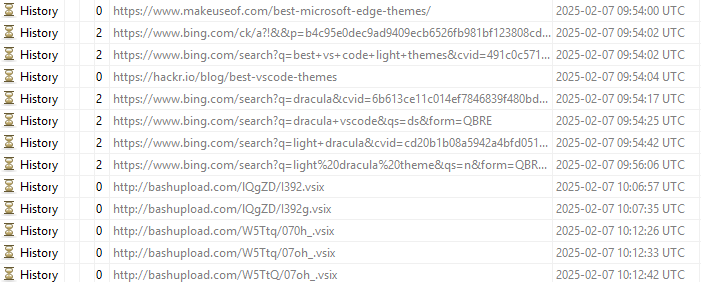 History 0 https://www.makeuseof.com/best-microsoft-edge-themes/ 2025-02-07 09:54:00 UTC
History 2 https://www.bing.com/ck/a?!&&p=b4c95e0dec9ad9409ecb6526fb981bf123808cd... 2025-02-07 09:54:02 UTC
History 2 https://www.bing.com/search?q=best+vs+code+light+themes&cvid=491c0c571... 2025-02-07 09:54:02 UTC
History 0 https://hackr.io/blog/best-vscode-themes 2025-02-07 09:54:04 UTC
History 2 https://www.bing.com/search?q=dracula&cvid=6b613ce11c014ef7846839f480bd... 2025-02-07 09:54:17 UTC
History 2 https://www.bing.com/search?q=dracula+vscode&qs=ds&form=QBRE 2025-02-07 09:54:25 UTC
History 2 https://www.bing.com/search?q=light+dracula&cvid=cd20b1b08a5942a4bfd051... 2025-02-07 09:54:42 UTC
History 2 https://www.bing.com/search?q=light%20dracula%20theme&qs=n&form=QBR... 2025-02-07 09:56:06 UTC
History 0 http://bashupload.com/IQgZD/I392.vsix 2025-02-07 10:06:57 UTC
History 0 http://bashupload.com/IQgZD/I392g.vsix 2025-02-07 10:07:35 UTC
History 0 http://bashupload.com/W5Ttq/070h_.vsix 2025-02-07 10:12:26 UTC
History 0 http://bashupload.com/W5Ttq/07oh_.vsix 2025-02-07 10:12:33 UTC
History 0 http://bashupload.com/W5TtQ/07oh_.vsix 2025-02-07 10:12:42 UTC